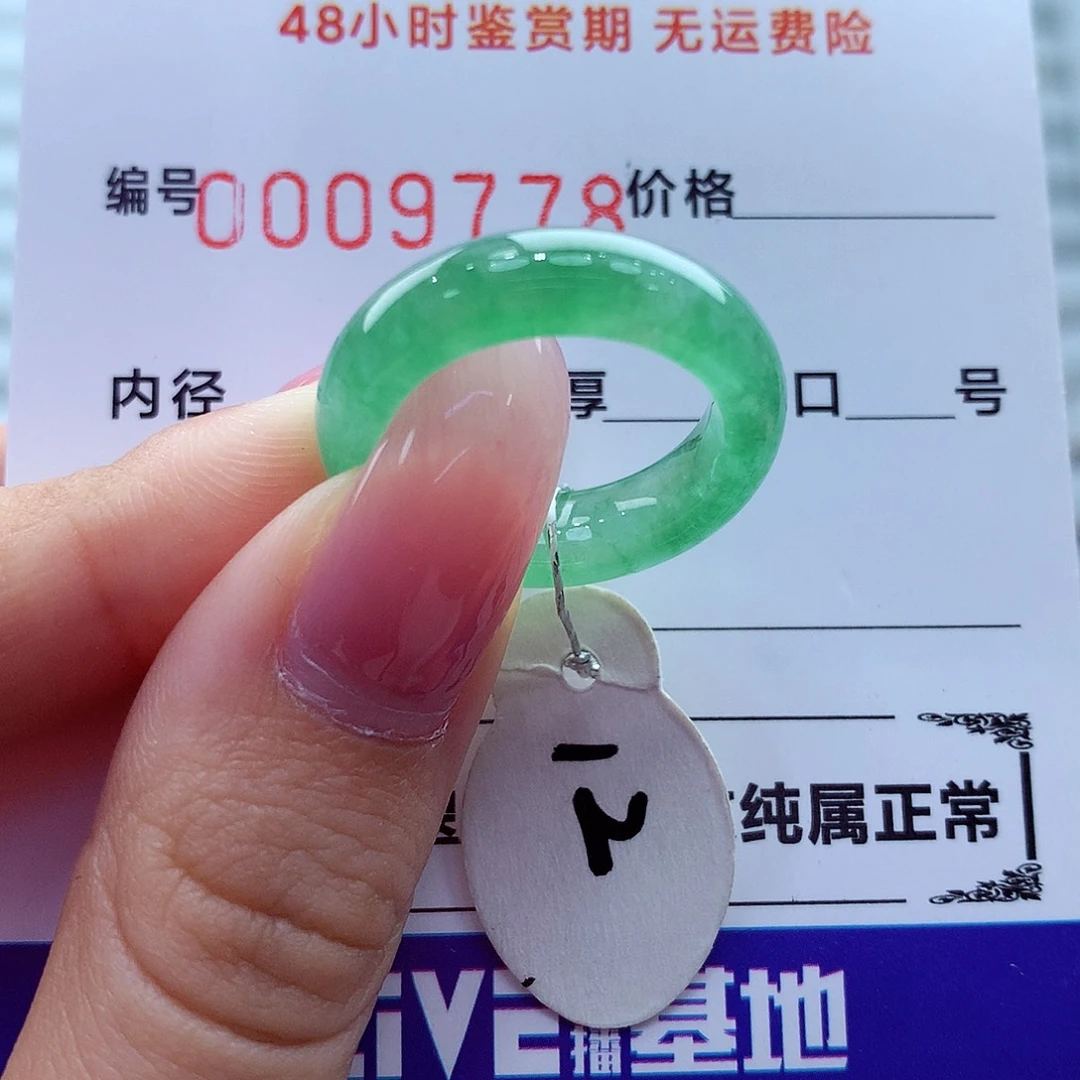 48小时鉴赏期 无运费险
编号0009778价格
内径 厚 口 号
纯属正常
播基地